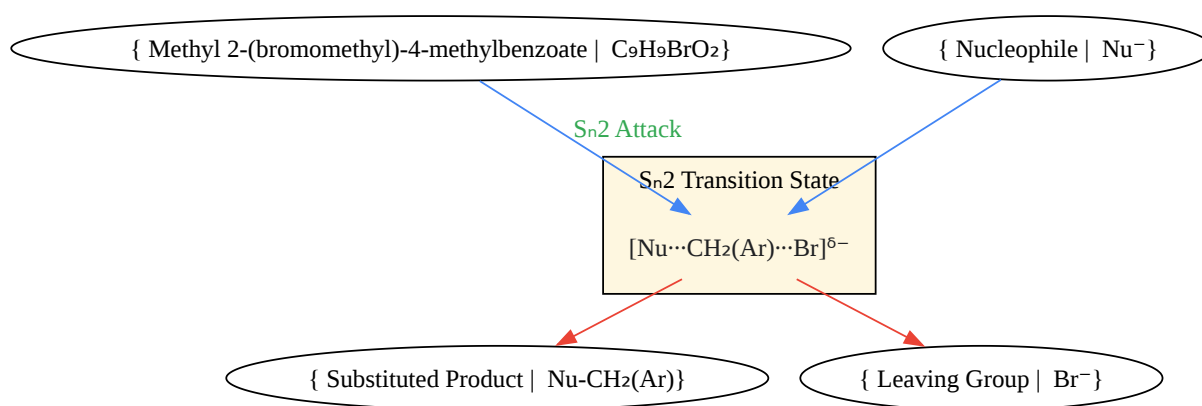 { Methyl 2-(bromomethyl)-4-methylbenzoate | C₉H₉BrO₂}
{ Nucleophile | Nu⁻}
Sₙ2 Attack
Sₙ2 Transition State
[Nu···CH₂(Ar)···Br]ᵟ⁻
{ Substituted Product | Nu-CH₂(Ar)}
{ Leaving Group | Br⁻}